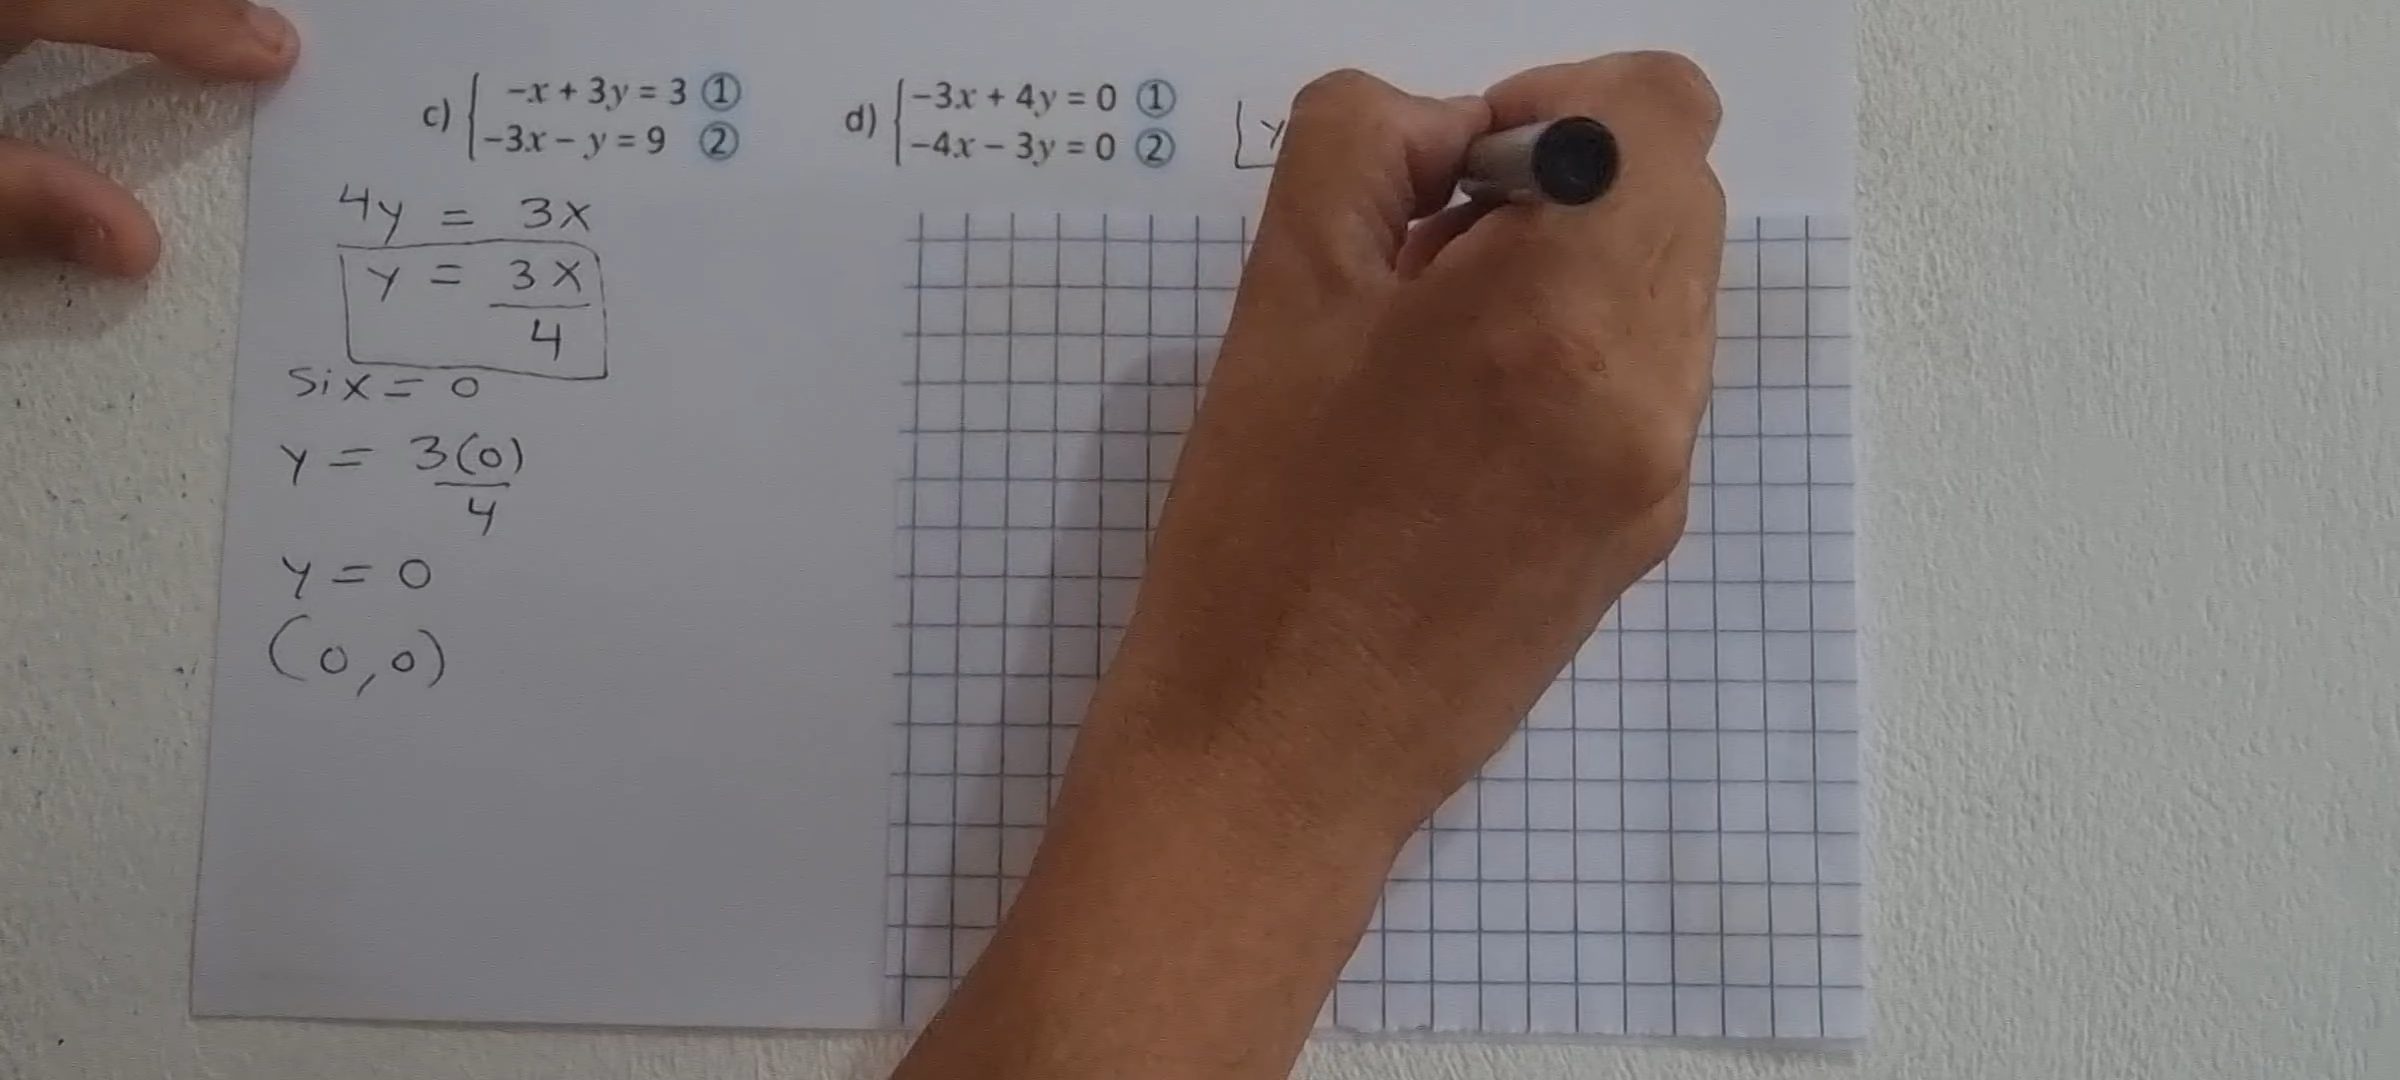 c) { -x + 3y = 3 ①
-3x - y = 9 ②
d) { -3x + 4y = 0 ①
-4x - 3y = 0 ②
y
4y = 3x
y = 3x/4
si x = 0
y = 3(0)/4
y = 0
(0,0)